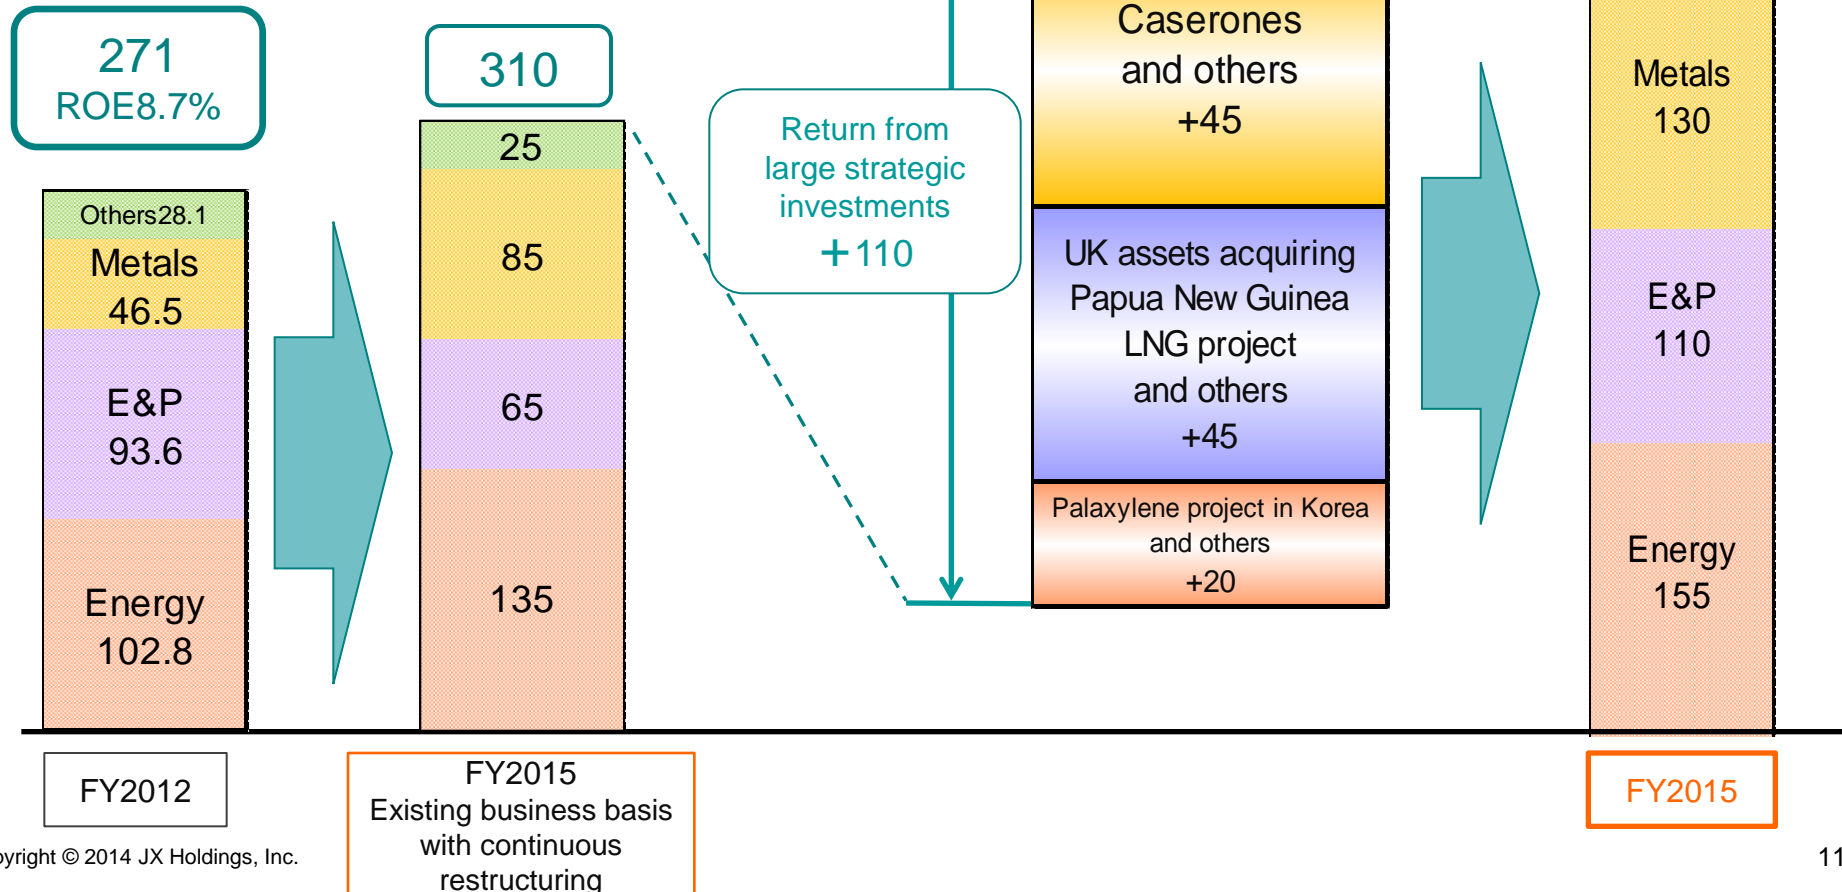 271
ROE8.7%
Others28.1
Metals
46.5
E&P
93.6
Energy
102.8
FY2012
310
25
85
65
135
FY2015
Existing business basis
with continuous
restructuring
Return from
large strategic
investments
+110
Caserones
and others
+45
UK assets acquiring
Papua New Guinea
LNG project
and others
+45
Palaxylene project in Korea
and others
+20
Metals
130
E&P
110
Energy
155
FY2015
opyright © 2014 JX Holdings, Inc.
11